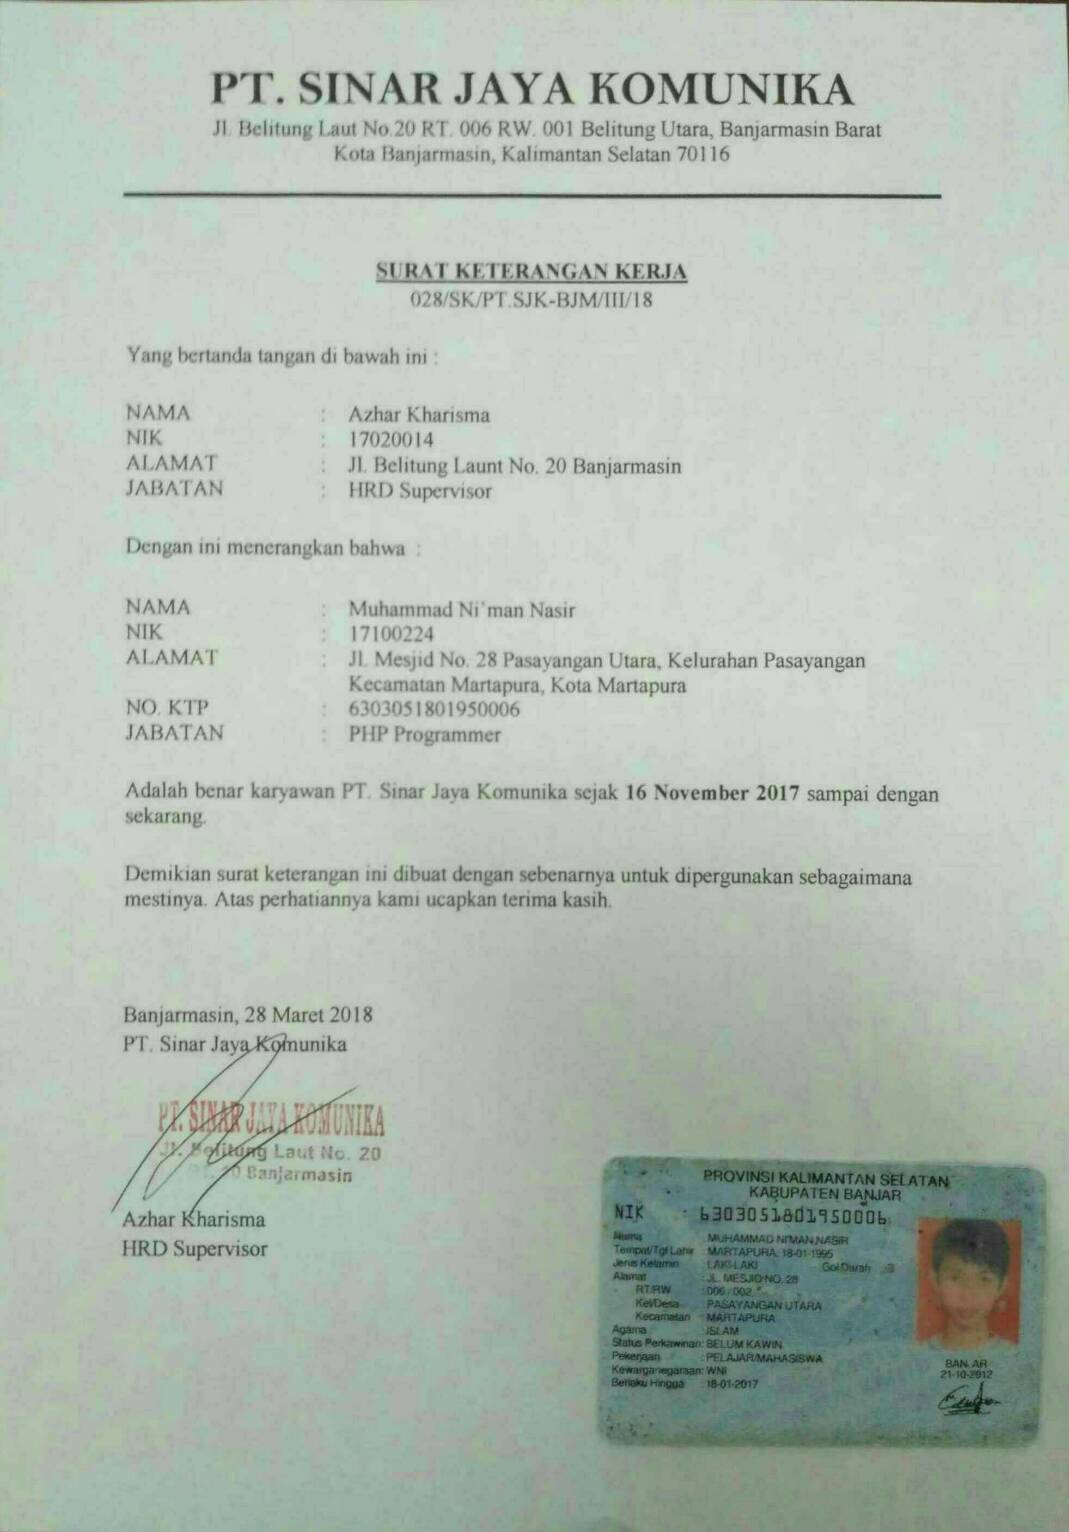 PT. SINAR JAYA KOMUNIKA
Jl. Belitung Laut No.20 RT. 006 RW. 001 Belitung Utara, Banjarmasin Barat
Kota Banjarmasin, Kalimantan Selatan 70116
SURAT KETERANGAN KERJA
028/SK/PT.SJK-BJM/III/18
Yang bertanda tangan di bawah ini :
NAMA : Azhar Kharisma
NIK : 17020014
ALAMAT : Jl. Belitung Launt No. 20 Banjarmasin
JABATAN : HRD Supervisor
Dengan ini menerangkan bahwa :
NAMA : Muhammad Ni'man Nasir
NIK : 17100224
ALAMAT : Jl. Mesjid No. 28 Pasayangan Utara, Kelurahan Pasayangan
Kecamatan Martapura, Kota Martapura
NO. KTP : 6303051801950006
JABATAN : PHP Programmer
Adalah benar karyawan PT. Sinar Jaya Komunika sejak 16 November 2017 sampai dengan
sekarang.
Demikian surat keterangan ini dibuat dengan sebenarnya untuk dipergunakan sebagaimana
mestinya. Atas perhatiannya kami ucapkan terima kasih.
Banjarmasin, 28 Maret 2018
PT. Sinar Jaya Komunika
PT. SINAR JAYA KOMUNIKA
Jl. Belitung Laut No. 20
Banjarmasin
Azhar Kharisma
HRD Supervisor
PROVINSI KALIMANTAN SELATAN
KABUPATEN BANJAR
NIK : 6303051801950006
Nama : MUHAMMAD NI'MAN NASIR
Tempat/Tgl Lahir : MARTAPURA, 18-01-1995
Jenis Kelamin : LAKI-LAKI Gol Darah : B
Alamat : JL. MESJID NO. 28
RT/RW : 006 / 002
Kel/Desa : PASAYANGAN UTARA
Kecamatan : MARTAPURA
Agama : ISLAM
Status Perkawinan: BELUM KAWIN
Pekerjaan : PELAJAR/MAHASISWA
Kewarganegaraan: WNI
Berlaku Hingga : 18-01-2017
BANJAR
21-10-2012